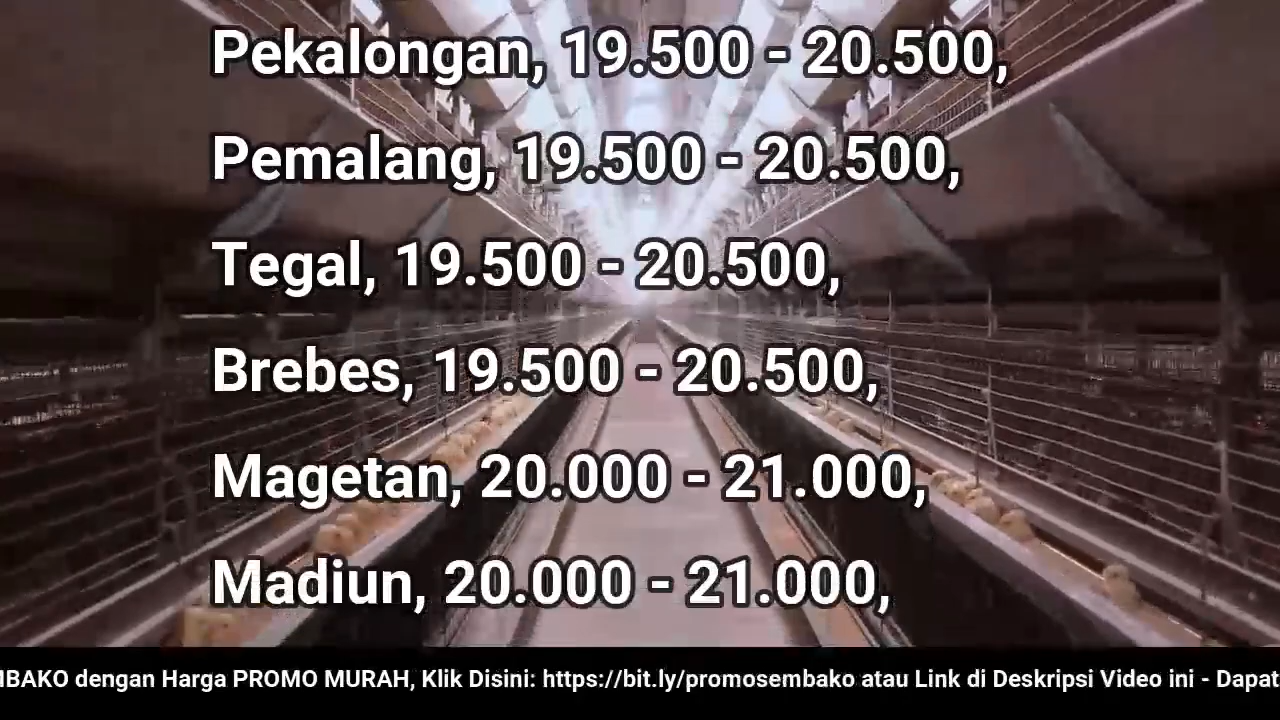 Pekalongan, 19.500 - 20.500,
Pemalang, 19.500 - 20.500,
Tegal, 19.500 - 20.500,
Brebes, 19.500 - 20.500,
Magetan, 20.000 - 21.000,
Madiun, 20.000 - 21.000,
MBAKO dengan Harga PROMO MURAH, Klik Disini: https://bit.ly/promosembako atau Link di Deskripsi Video ini - Dapat